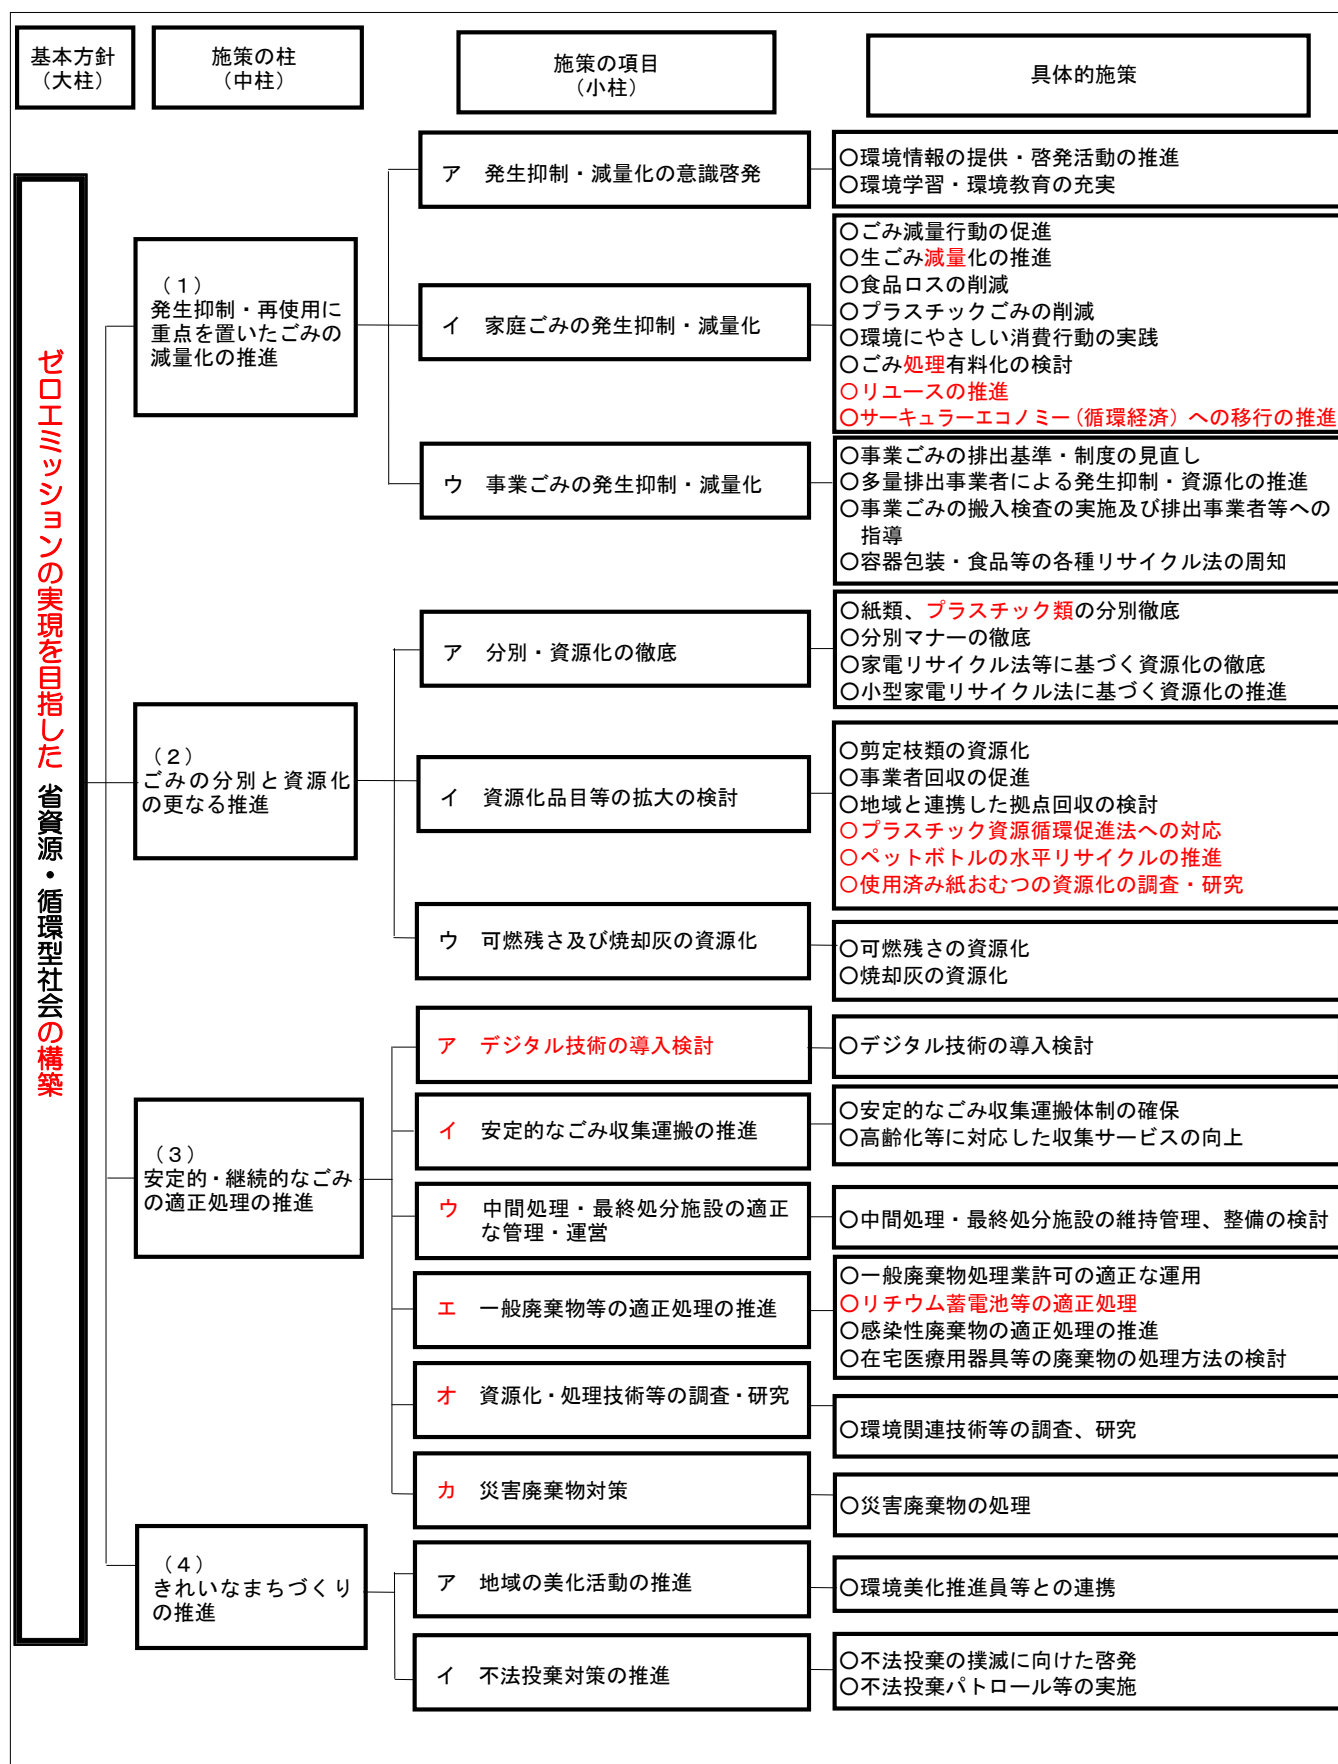 基本方針
（大柱）
施策の柱
（中柱）
施策の項目
（小柱）
具体的施策
ゼロエミッションの実現を目指した 省資源・循環型社会の構築
（１）
発生抑制・再使用に
重点を置いたごみの
減量化の推進
ア　発生抑制・減量化の意識啓発
〇環境情報の提供・啓発活動の推進
〇環境学習・環境教育の充実
イ　家庭ごみの発生抑制・減量化
〇ごみ減量行動の促進
〇生ごみ減量化の推進
〇食品ロスの削減
〇プラスチックごみの削減
〇環境にやさしい消費行動の実践
〇ごみ処理有料化の検討
〇リユースの推進
〇サーキュラーエコノミー（循環経済）への移行の推進
ウ　事業ごみの発生抑制・減量化
〇事業ごみの排出基準・制度の見直し
〇多量排出事業者による発生抑制・資源化の推進
〇事業ごみの搬入検査の実施及び排出事業者等への
指導
〇容器包装・食品等の各種リサイクル法の周知
（２）
ごみの分別と資源化
の更なる推進
ア　分別・資源化の徹底
〇紙類、プラスチック類の分別徹底
〇分別マナーの徹底
〇家電リサイクル法等に基づく資源化の徹底
〇小型家電リサイクル法に基づく資源化の推進
イ　資源化品目等の拡大の検討
〇剪定枝類の資源化
〇事業者回収の促進
〇地域と連携した拠点回収の検討
〇プラスチック資源循環促進法への対応
〇ペットボトルの水平リサイクルの推進
〇使用済み紙おむつの資源化の調査・研究
ウ　可燃残さ及び焼却灰の資源化
〇可燃残さの資源化
〇焼却灰の資源化
（３）
安定的・継続的なごみ
の適正処理の推進
ア　デジタル技術の導入検討
〇デジタル技術の導入検討
イ　安定的なごみ収集運搬の推進
〇安定的なごみ収集運搬体制の確保
〇高齢化等に対応した収集サービスの向上
ウ　中間処理・最終処分施設の適正
な管理・運営
〇中間処理・最終処分施設の維持管理、整備の検討
エ　一般廃棄物等の適正処理の推進
〇一般廃棄物処理業許可の適正な運用
〇リチウム蓄電池等の適正処理
〇感染性廃棄物の適正処理の推進
〇在宅医療用器具等の廃棄物の処理方法の検討
オ　資源化・処理技術等の調査・研究
〇環境関連技術等の調査、研究
カ　災害廃棄物対策
〇災害廃棄物の処理
（４）
きれいなまちづくり
の推進
ア　地域の美化活動の推進
〇環境美化推進員等との連携
イ　不法投棄対策の推進
〇不法投棄の撲滅に向けた啓発
〇不法投棄パトロール等の実施